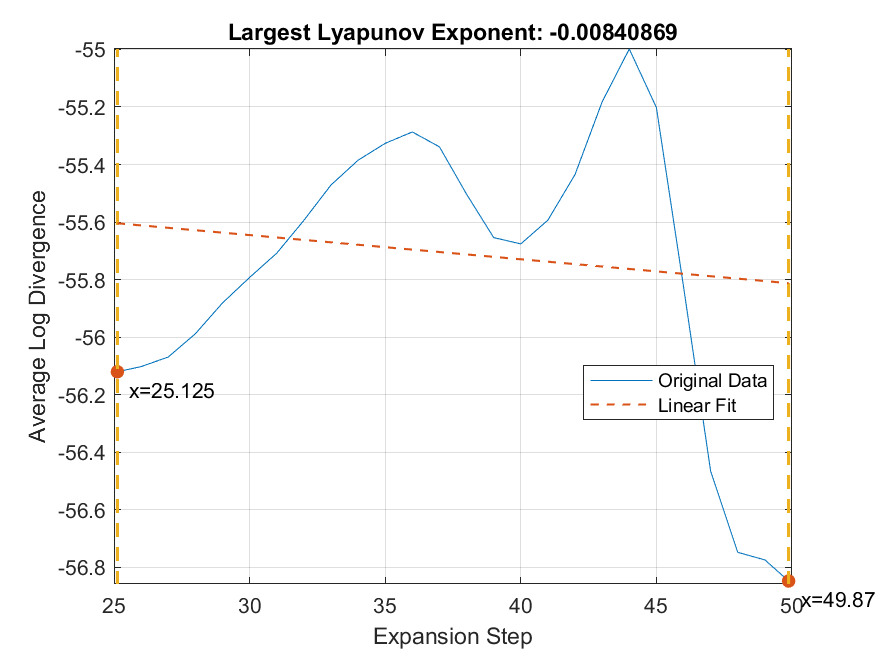 Largest Lyapunov Exponent: -0.00840869
-55
-55.2
-55.4
-55.6
-55.8
-56
-56.2
-56.4
-56.6
-56.8
Average Log Divergence
x=25.125
Original Data
Linear Fit
x=49.87
25
30
35
40
45
50
Expansion Step